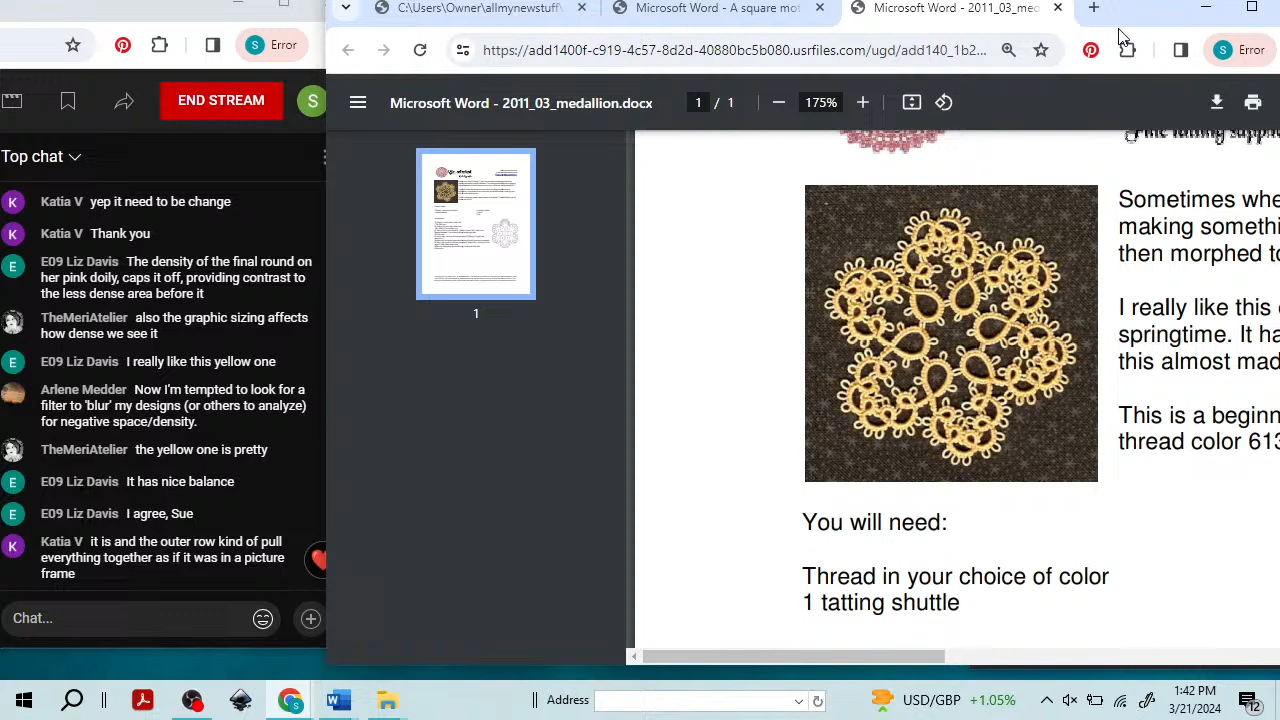 C:\Users\Owner\allmynewstuff\
Microsoft Word - A square mot
Microsoft Word - 2011_03_med
S Error
https://add1400f-c9f9-4c57-8d2d-40880bc5b030.usrfiles.com/ugd/add140_1b2...
S Error
END STREAM
S
Microsoft Word - 2011_03_medallion.docx
1 / 1
175%
Top chat
K Katia V yep it need to be change
Katia V Thank you
E E09 Liz Davis The density of the final round on
yer pink doily, caps it off, providing contrast to
the less dense area before it
TheMeriAtelier also the graphic sizing affects
how dense we see it
E E09 Liz Davis I really like this yellow one
Arlene Medder Now I'm tempted to look for a
filter to 'blur' my designs (or others to analyze)
for negative space/density.
TheMeriAtelier the yellow one is pretty
E E09 Liz Davis It has nice balance
E E09 Liz Davis I agree, Sue
K Katia V it is and the outer row kind of pull
everything together as if it was in a picture
frame
Chat...
1
Sometimes whe
making somethi
then morphed to
I really like this
springtime. It ha
this almost mad
This is a beginn
thread color 613
You will need:
Thread in your choice of color
1 tatting shuttle
Address
USD/GBP +1.05%
1:42 PM
3/21/2024
12